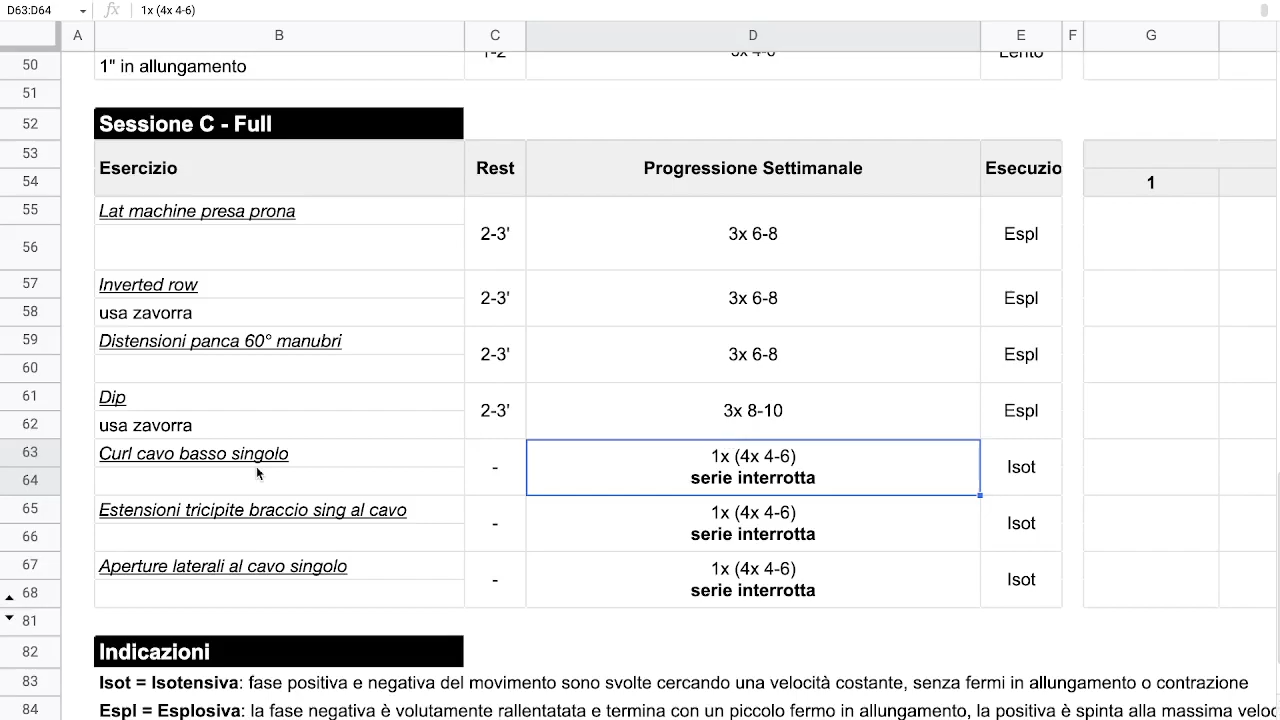 D63:D64 fx 1x (4x 4-6)
A B C D E F G
50 1" in allungamento 1-2 3x 4-6 Lento
51
52 Sessione C - Full
53 Esercizio Rest Progressione Settimanale Esecuzio
54 1
55 Lat machine presa prona
56 2-3' 3x 6-8 Espl
57 Inverted row
2-3' 3x 6-8 Espl
58 usa zavorra
59 Distensioni panca 60° manubri
2-3' 3x 6-8 Espl
60
61 Dip
2-3' 3x 8-10 Espl
62 usa zavorra
63 Curl cavo basso singolo 1x (4x 4-6)
- Isot
64 serie interrotta
65 Estensioni tricipite braccio sing al cavo 1x (4x 4-6)
- Isot
66 serie interrotta
67 Aperture laterali al cavo singolo 1x (4x 4-6)
- Isot
68 serie interrotta
81
82 Indicazioni
83 Isot = Isotensiva: fase positiva e negativa del movimento sono svolte cercando una velocità costante, senza fermi in allungamento o contrazione
84 Espl = Esplosiva: la fase negativa è volutamente rallentatata e termina con un piccolo fermo in allungamento, la positiva è spinta alla massima veloc